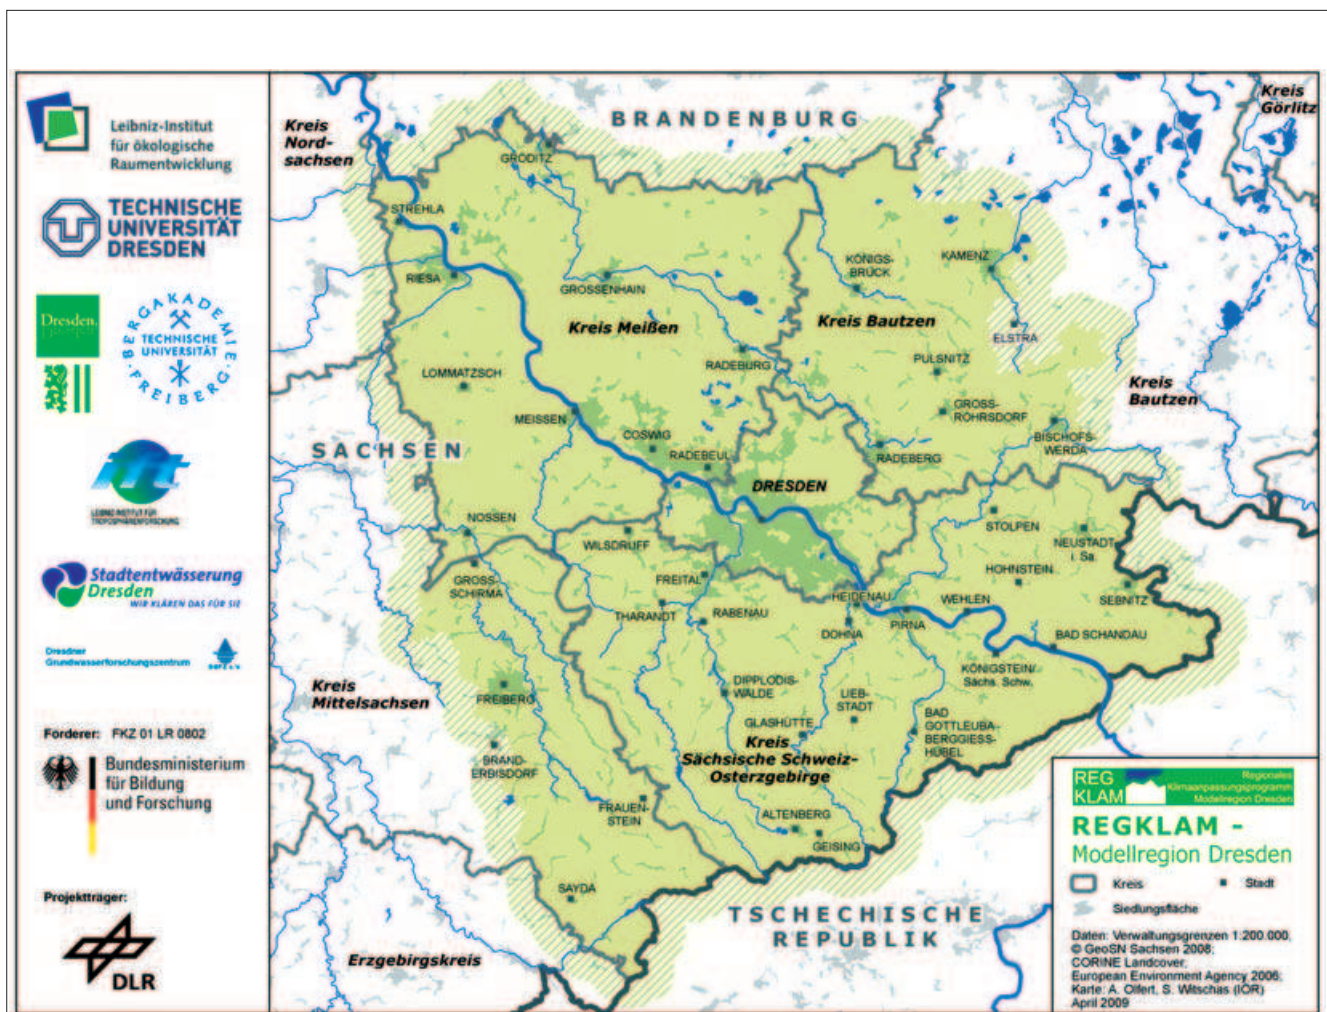 Leibniz-Institut
für ökologische
Raumentwicklung
TECHNISCHE
UNIVERSITÄT
DRESDEN
Dresden.
BERGAKADEMIE
TECHNISCHE
UNIVERSITÄT
FREIBERG
LEIBNIZ-INSTITUT FÜR
TROPOSPHÄRENFORSCHUNG
Stadtentwässerung
Dresden
WIR KLÄREN DAS FÜR SIE
Dresdner
Grundwasserforschungszentrum
Förderer: FKZ 01 LR 0802
Bundesministerium
für Bildung
und Forschung
Projektträger:
DLR
Kreis
Nord-
sachsen
BRANDENBURG
Kreis
Görlitz
GRÖDITZ
STREHLA
RIESA
GROSSENHAIN
KÖNIGS-
BRÜCK
KAMENZ
Kreis Meißen
Kreis Bautzen
ELSTRA
RADEBURG
PULSNITZ
LOMMATZSCH
Kreis
Bautzen
MEISSEN
GROSS-
RÖHRSDORF
COSWIG
BISCHOFS-
WERDA
SACHSEN
RADEBEUL
RADEBERG
DRESDEN
NOSSEN
STOLPEN
WILSDRUFF
NEUSTADT
i. Sa.
GROSS-
SCHIRMA
FREITAL
HOHNSTEIN
HEIDENAU
WEHLEN
SEBNITZ
THARANDT
RABENAU
DOHNA
PIRNA
BAD SCHANDAU
KÖNIGSTEIN/
Sächs. Schw.
Kreis
Mittelsachsen
FREIBERG
DIPPLODIS-
WALDE
LIEB-
STADT
GLASHÜTTE
BAD
GOTTLEUBA-
BERGGIESS-
HÜBEL
Kreis
Sächsische Schweiz-
Osterzgebirge
BRAND-
ERBISDORF
FRAUEN-
STEIN
ALTENBERG
GEISING
SAYDA
TSCHECHISCHE
REPUBLIK
Erzgebirgskreis
REG
KLAM
Regionales
Klimaanpassungsprogramm
Modellregion Dresden
REGKLAM -
Modellregion Dresden
Kreis
Stadt
Siedlungsfläche
Daten: Verwaltungsgrenzen 1:200.000,
© GeoSN Sachsen 2008;
CORINE Landcover,
European Environment Agency 2006;
Karte: A. Olfert, S. Witschas (IÖR)
April 2009